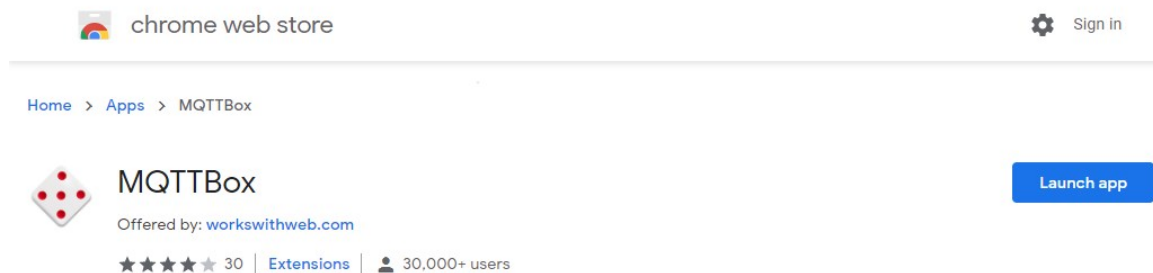 chrome web store
Sign in
Home > Apps > MQTTBox
MQTTBox
Launch app
Offered by: workswithweb.com
30 | Extensions | 30,000+ users